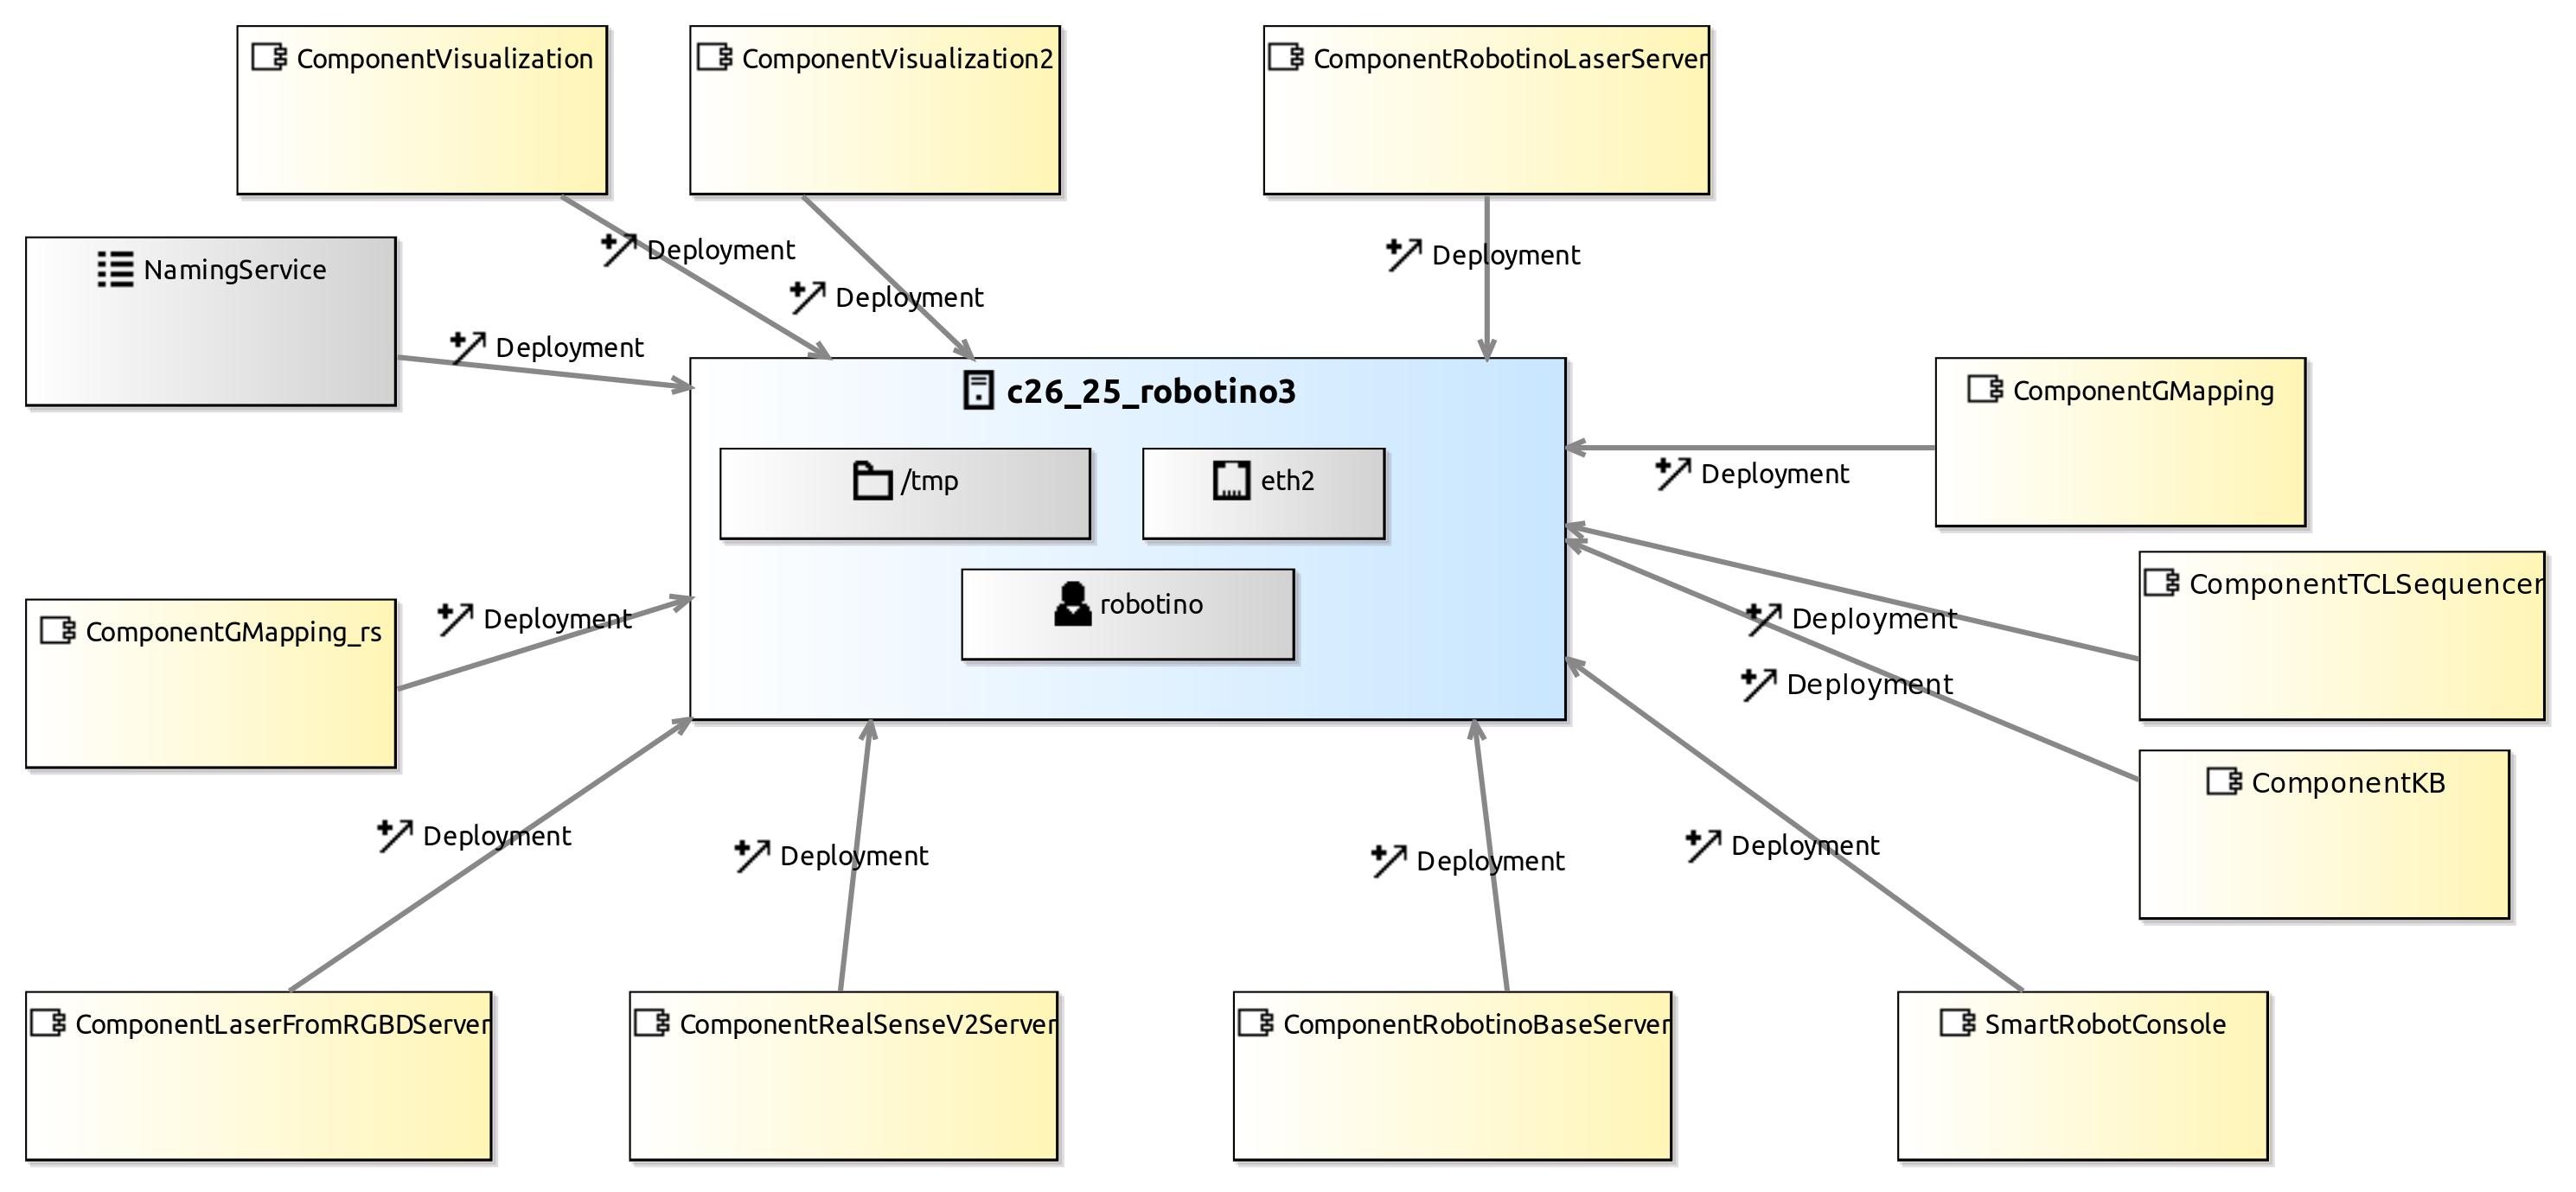 ComponentVisualization
ComponentVisualization2
ComponentRobotinoLaserServer
Deployment
Deployment
Deployment
NamingService
Deployment
c26_25_robotino3
/tmp
eth2
robotino
ComponentGMapping
Deployment
ComponentTCLSequencer
Deployment
ComponentGMapping_rs
Deployment
Deployment
ComponentKB
Deployment
Deployment
Deployment
Deployment
ComponentLaserFromRGBDServer
ComponentRealSenseV2Server
ComponentRobotinoBaseServer
SmartRobotConsole